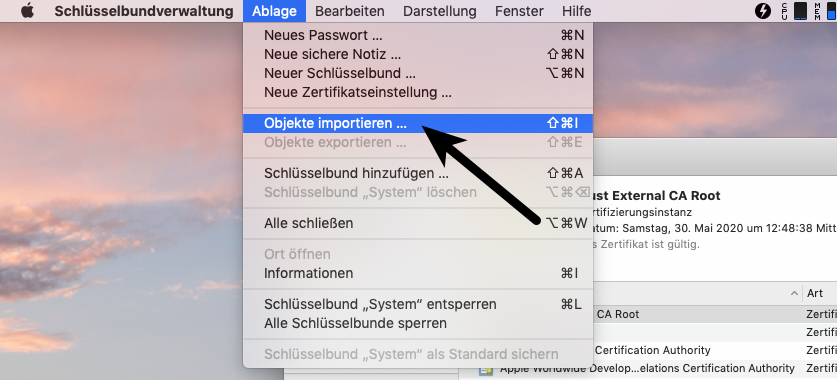 Schlüsselbundverwaltung Ablage Bearbeiten Darstellung Fenster Hilfe CPU MEM
Neues Passwort ... ⌘N
Neue sichere Notiz ... ⇧⌘N
Neuer Schlüsselbund ... ⌥⌘N
Neue Zertifikatseinstellung ...
Objekte importieren ... ⇧⌘I
Objekte exportieren ... ⇧⌘E
Schlüsselbund hinzufügen ... ⇧⌘A
Schlüsselbund „System“ löschen ⌥⌘⌫
Alle schließen ⌥⌘W
Ort öffnen
Informationen ⌘I
Schlüsselbund „System“ entsperren ⌘L
Alle Schlüsselbunde sperren
Schlüsselbund „System“ als Standard sichern
ust External CA Root
rtifizierungsinstanz
atum: Samstag, 30. Mai 2020 um 12:48:38 Mitt
s Zertifikat ist gültig.
Art
CA Root Zertifi
Zertifi
Certification Authority Zertifi
Apple Worldwide Develop...elations Certification Authority Zertifi